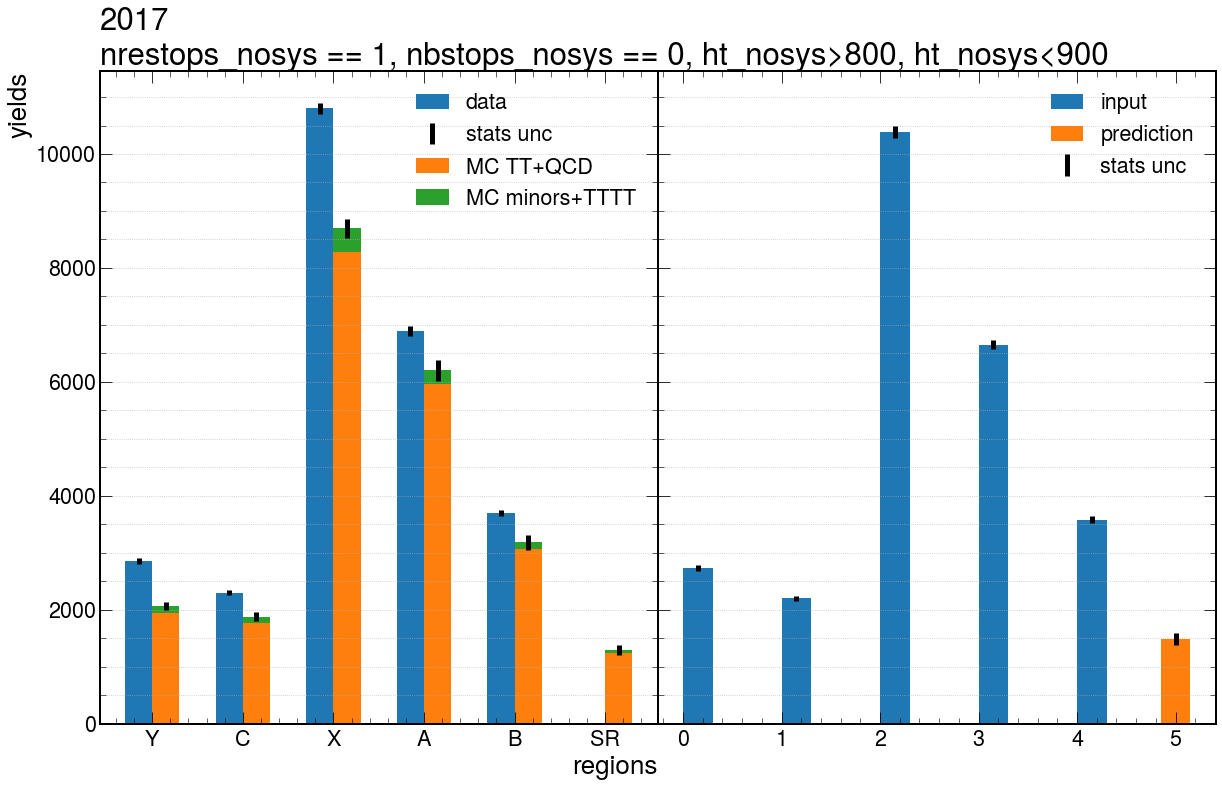 2017
nrestops_nosys == 1, nbstops_nosys == 0, ht_nosys>800, ht_nosys<900
yields
10000
8000
6000
4000
2000
0
data
stats unc
MC TT+QCD
MC minors+TTTT
input
prediction
stats unc
Y C X A B SR
0 1 2 3 4 5
regions